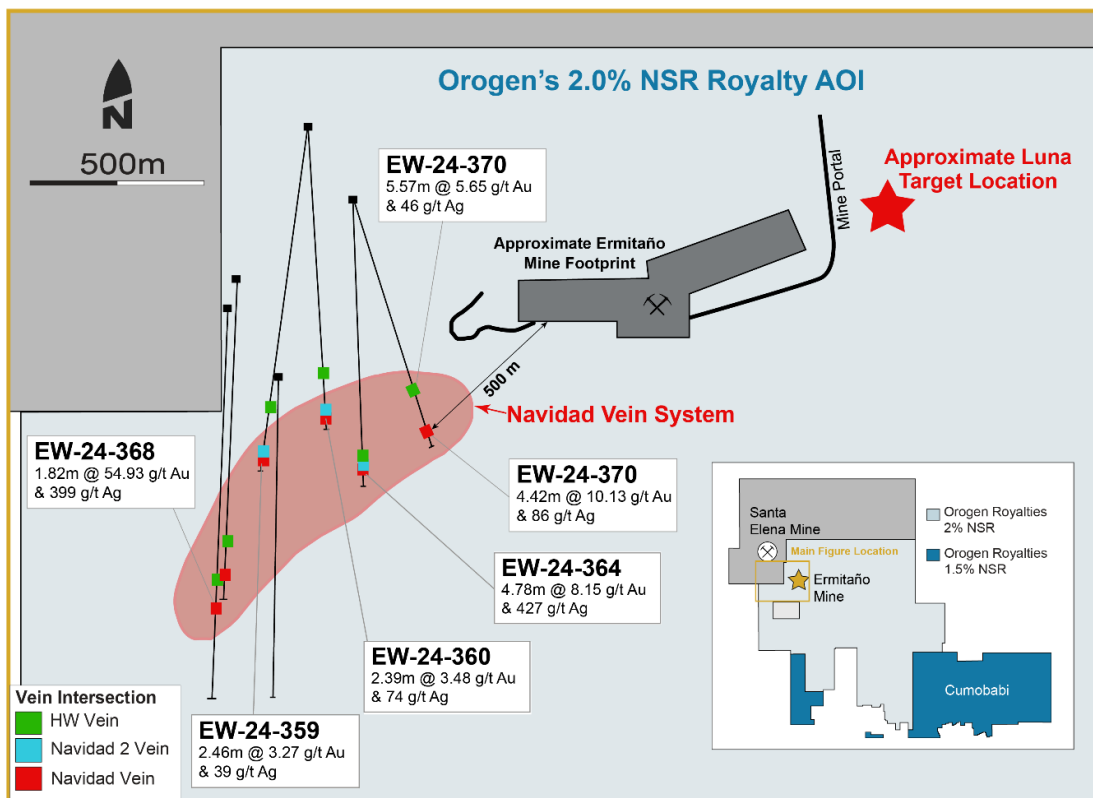 Orogen's 2.0% NSR Royalty AOI
N
500m
EW-24-370
5.57m @ 5.65 g/t Au
& 46 g/t Ag
Mine Portal
Approximate Luna
Target Location
Approximate Ermitaño
Mine Footprint
500 m
Navidad Vein System
EW-24-368
1.82m @ 54.93 g/t Au
& 399 g/t Ag
EW-24-370
4.42m @ 10.13 g/t Au
& 86 g/t Ag
EW-24-364
4.78m @ 8.15 g/t Au
& 427 g/t Ag
EW-24-360
2.39m @ 3.48 g/t Au
& 74 g/t Ag
EW-24-359
2.46m @ 3.27 g/t Au
& 39 g/t Ag
Vein Intersection
HW Vein
Navidad 2 Vein
Navidad Vein
Santa
Elena Mine
Main Figure Location
Ermitaño
Mine
Orogen Royalties
2% NSR
Orogen Royalties
1.5% NSR
Cumobabi